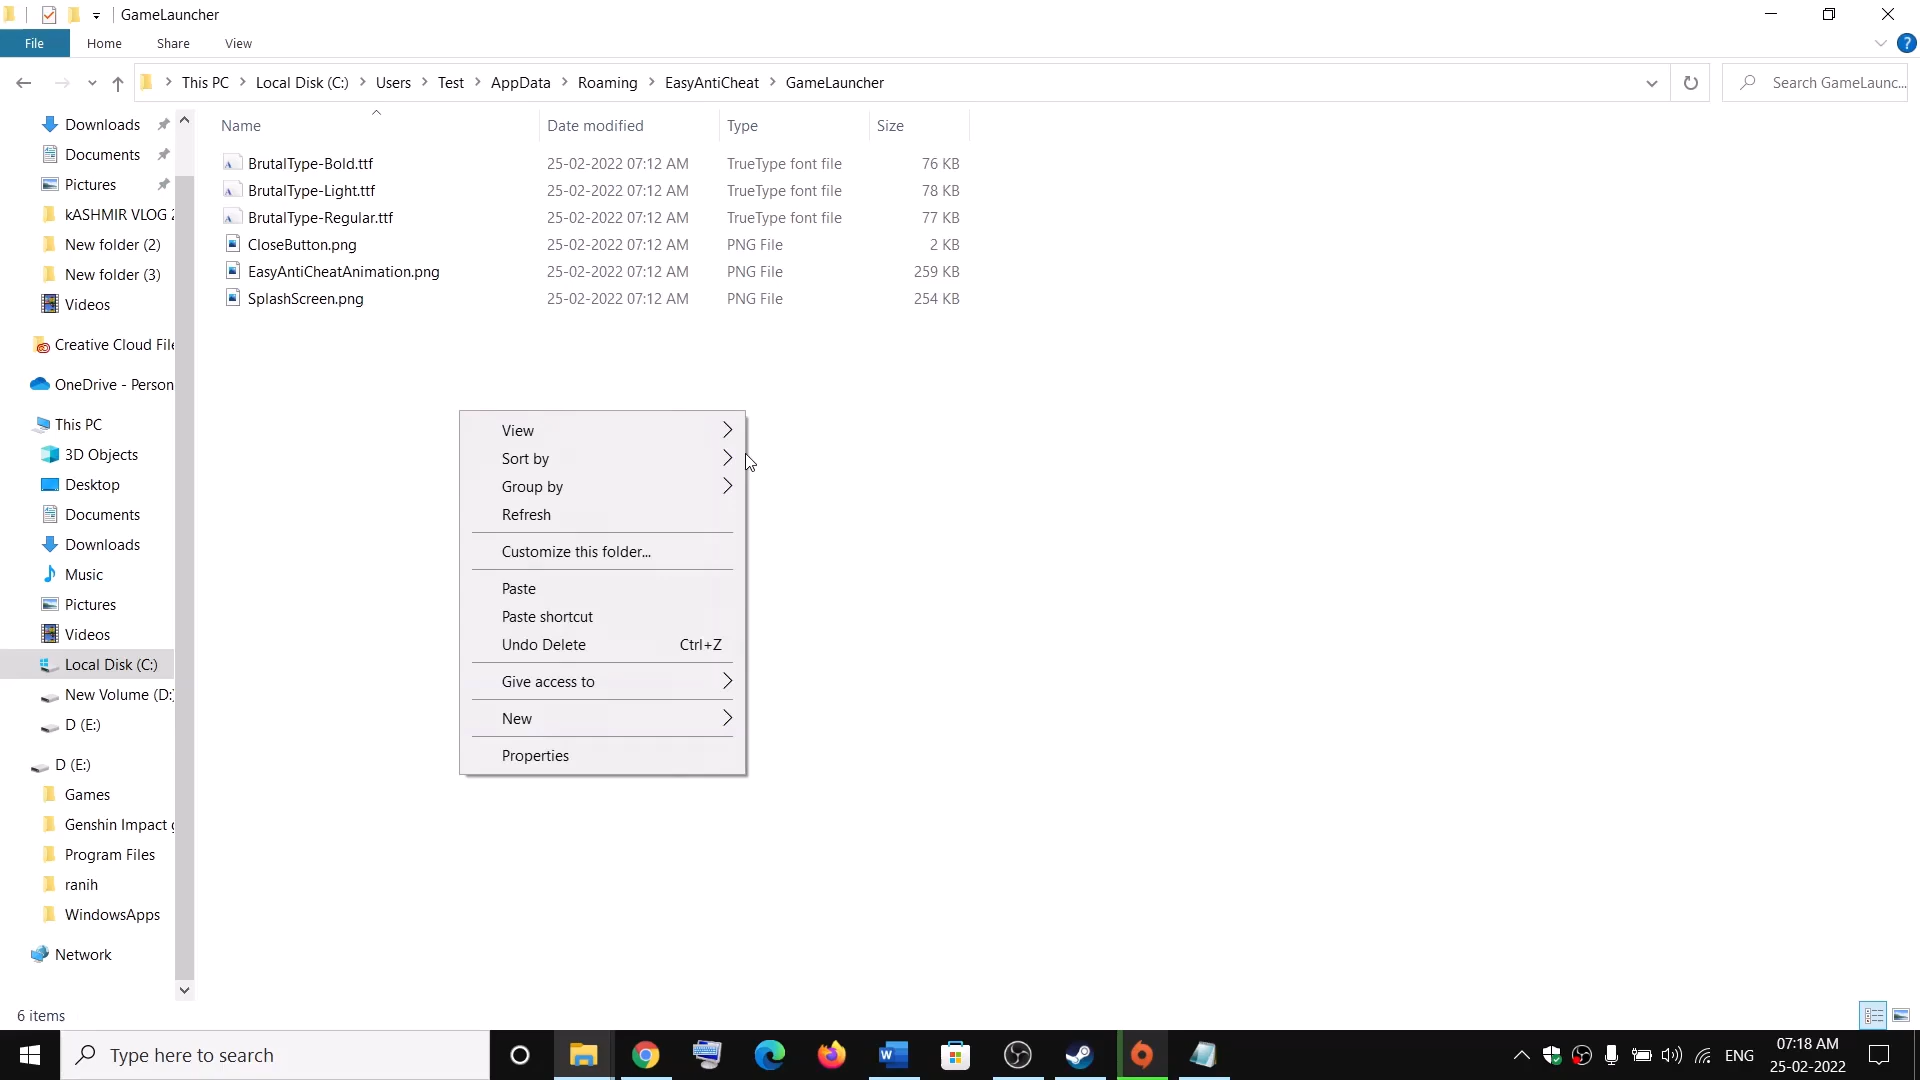 GameLauncher
File Home Share View
This PC Local Disk (C:) Users Test AppData Roaming EasyAntiCheat GameLauncher
Search GameLaunc...
Name Date modified Type Size
BrutalType-Bold.ttf 25-02-2022 07:12 AM TrueType font file 76 KB
BrutalType-Light.ttf 25-02-2022 07:12 AM TrueType font file 78 KB
BrutalType-Regular.ttf 25-02-2022 07:12 AM TrueType font file 77 KB
CloseButton.png 25-02-2022 07:12 AM PNG File 2 KB
EasyAntiCheatAnimation.png 25-02-2022 07:12 AM PNG File 259 KB
SplashScreen.png 25-02-2022 07:12 AM PNG File 254 KB
Downloads
Documents
Pictures
kASHMIR VLOG 2
New folder (2)
New folder (3)
Videos
Creative Cloud File
OneDrive - Person
This PC
3D Objects
Desktop
Documents
Downloads
Music
Pictures
Videos
Local Disk (C:)
New Volume (D:)
D (E:)
D (E:)
Games
Genshin Impact g
Program Files
ranih
WindowsApps
Network
View
Sort by
Group by
Refresh
Customize this folder...
Paste
Paste shortcut
Undo Delete Ctrl+Z
Give access to
New
Properties
6 items
Type here to search
ENG
07:18 AM
25-02-2022